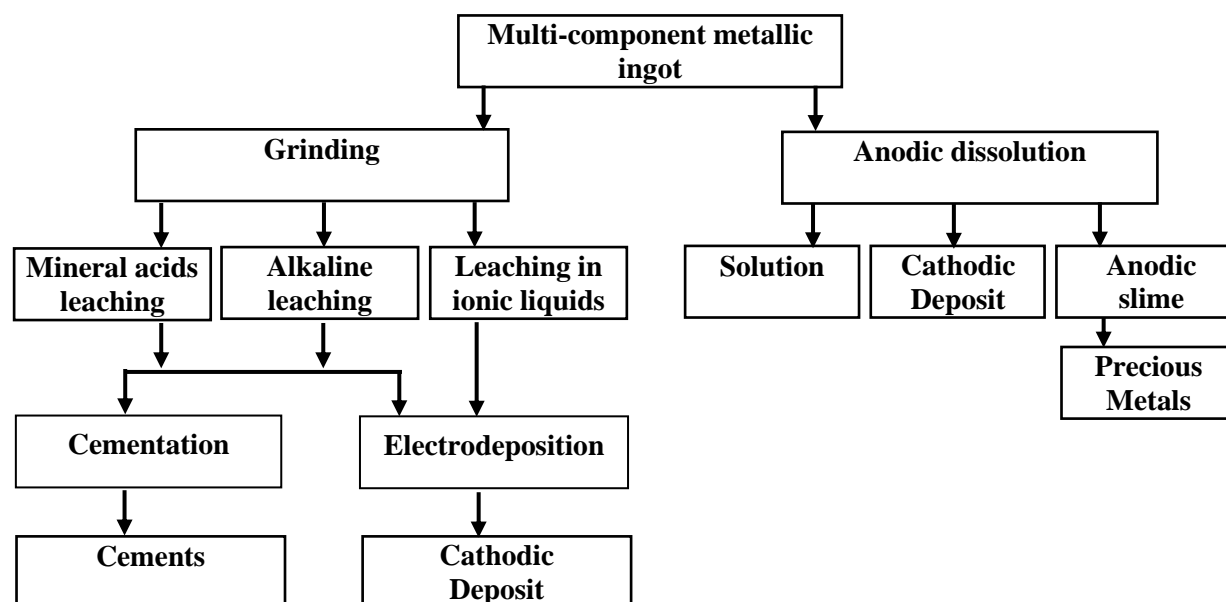 Multi-component metallic
ingot
Grinding
Anodic dissolution
Mineral acids
leaching
Alkaline
leaching
Leaching in
ionic liquids
Solution
Cathodic
Deposit
Anodic
slime
Precious
Metals
Cementation
Electrodeposition
Cements
Cathodic
Deposit